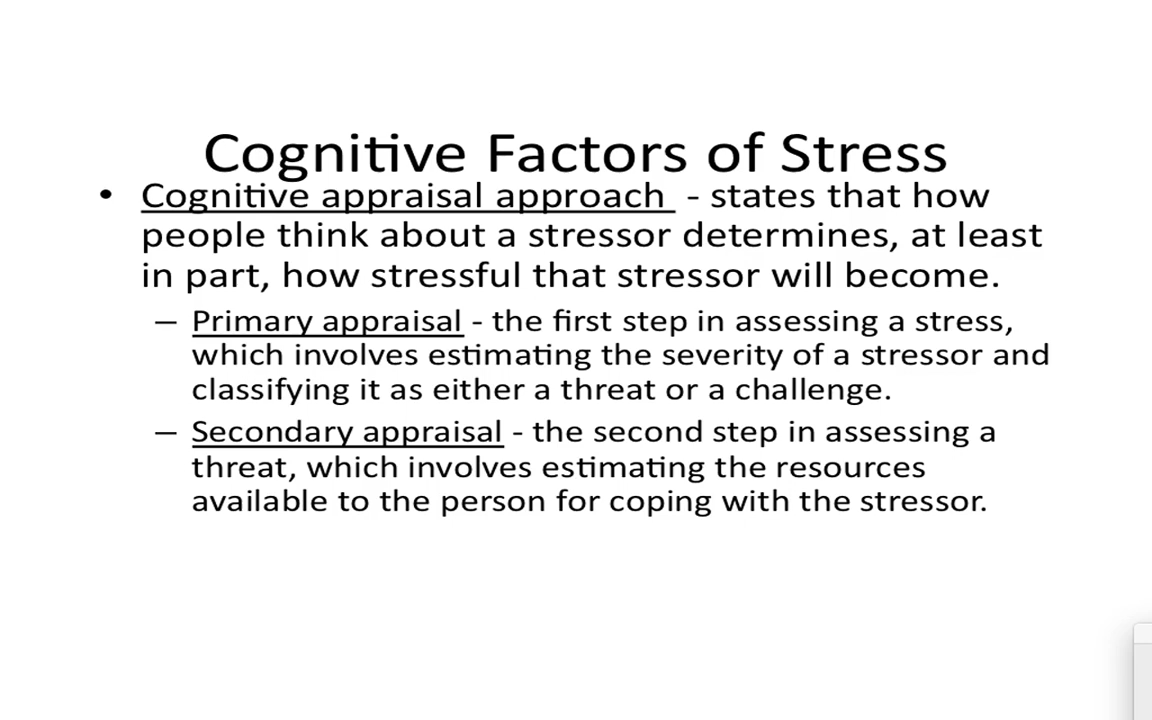 Cognitive Factors of Stress
• Cognitive appraisal approach - states that how
people think about a stressor determines, at least
in part, how stressful that stressor will become.
– Primary appraisal - the first step in assessing a stress,
which involves estimating the severity of a stressor and
classifying it as either a threat or a challenge.
– Secondary appraisal - the second step in assessing a
threat, which involves estimating the resources
available to the person for coping with the stressor.